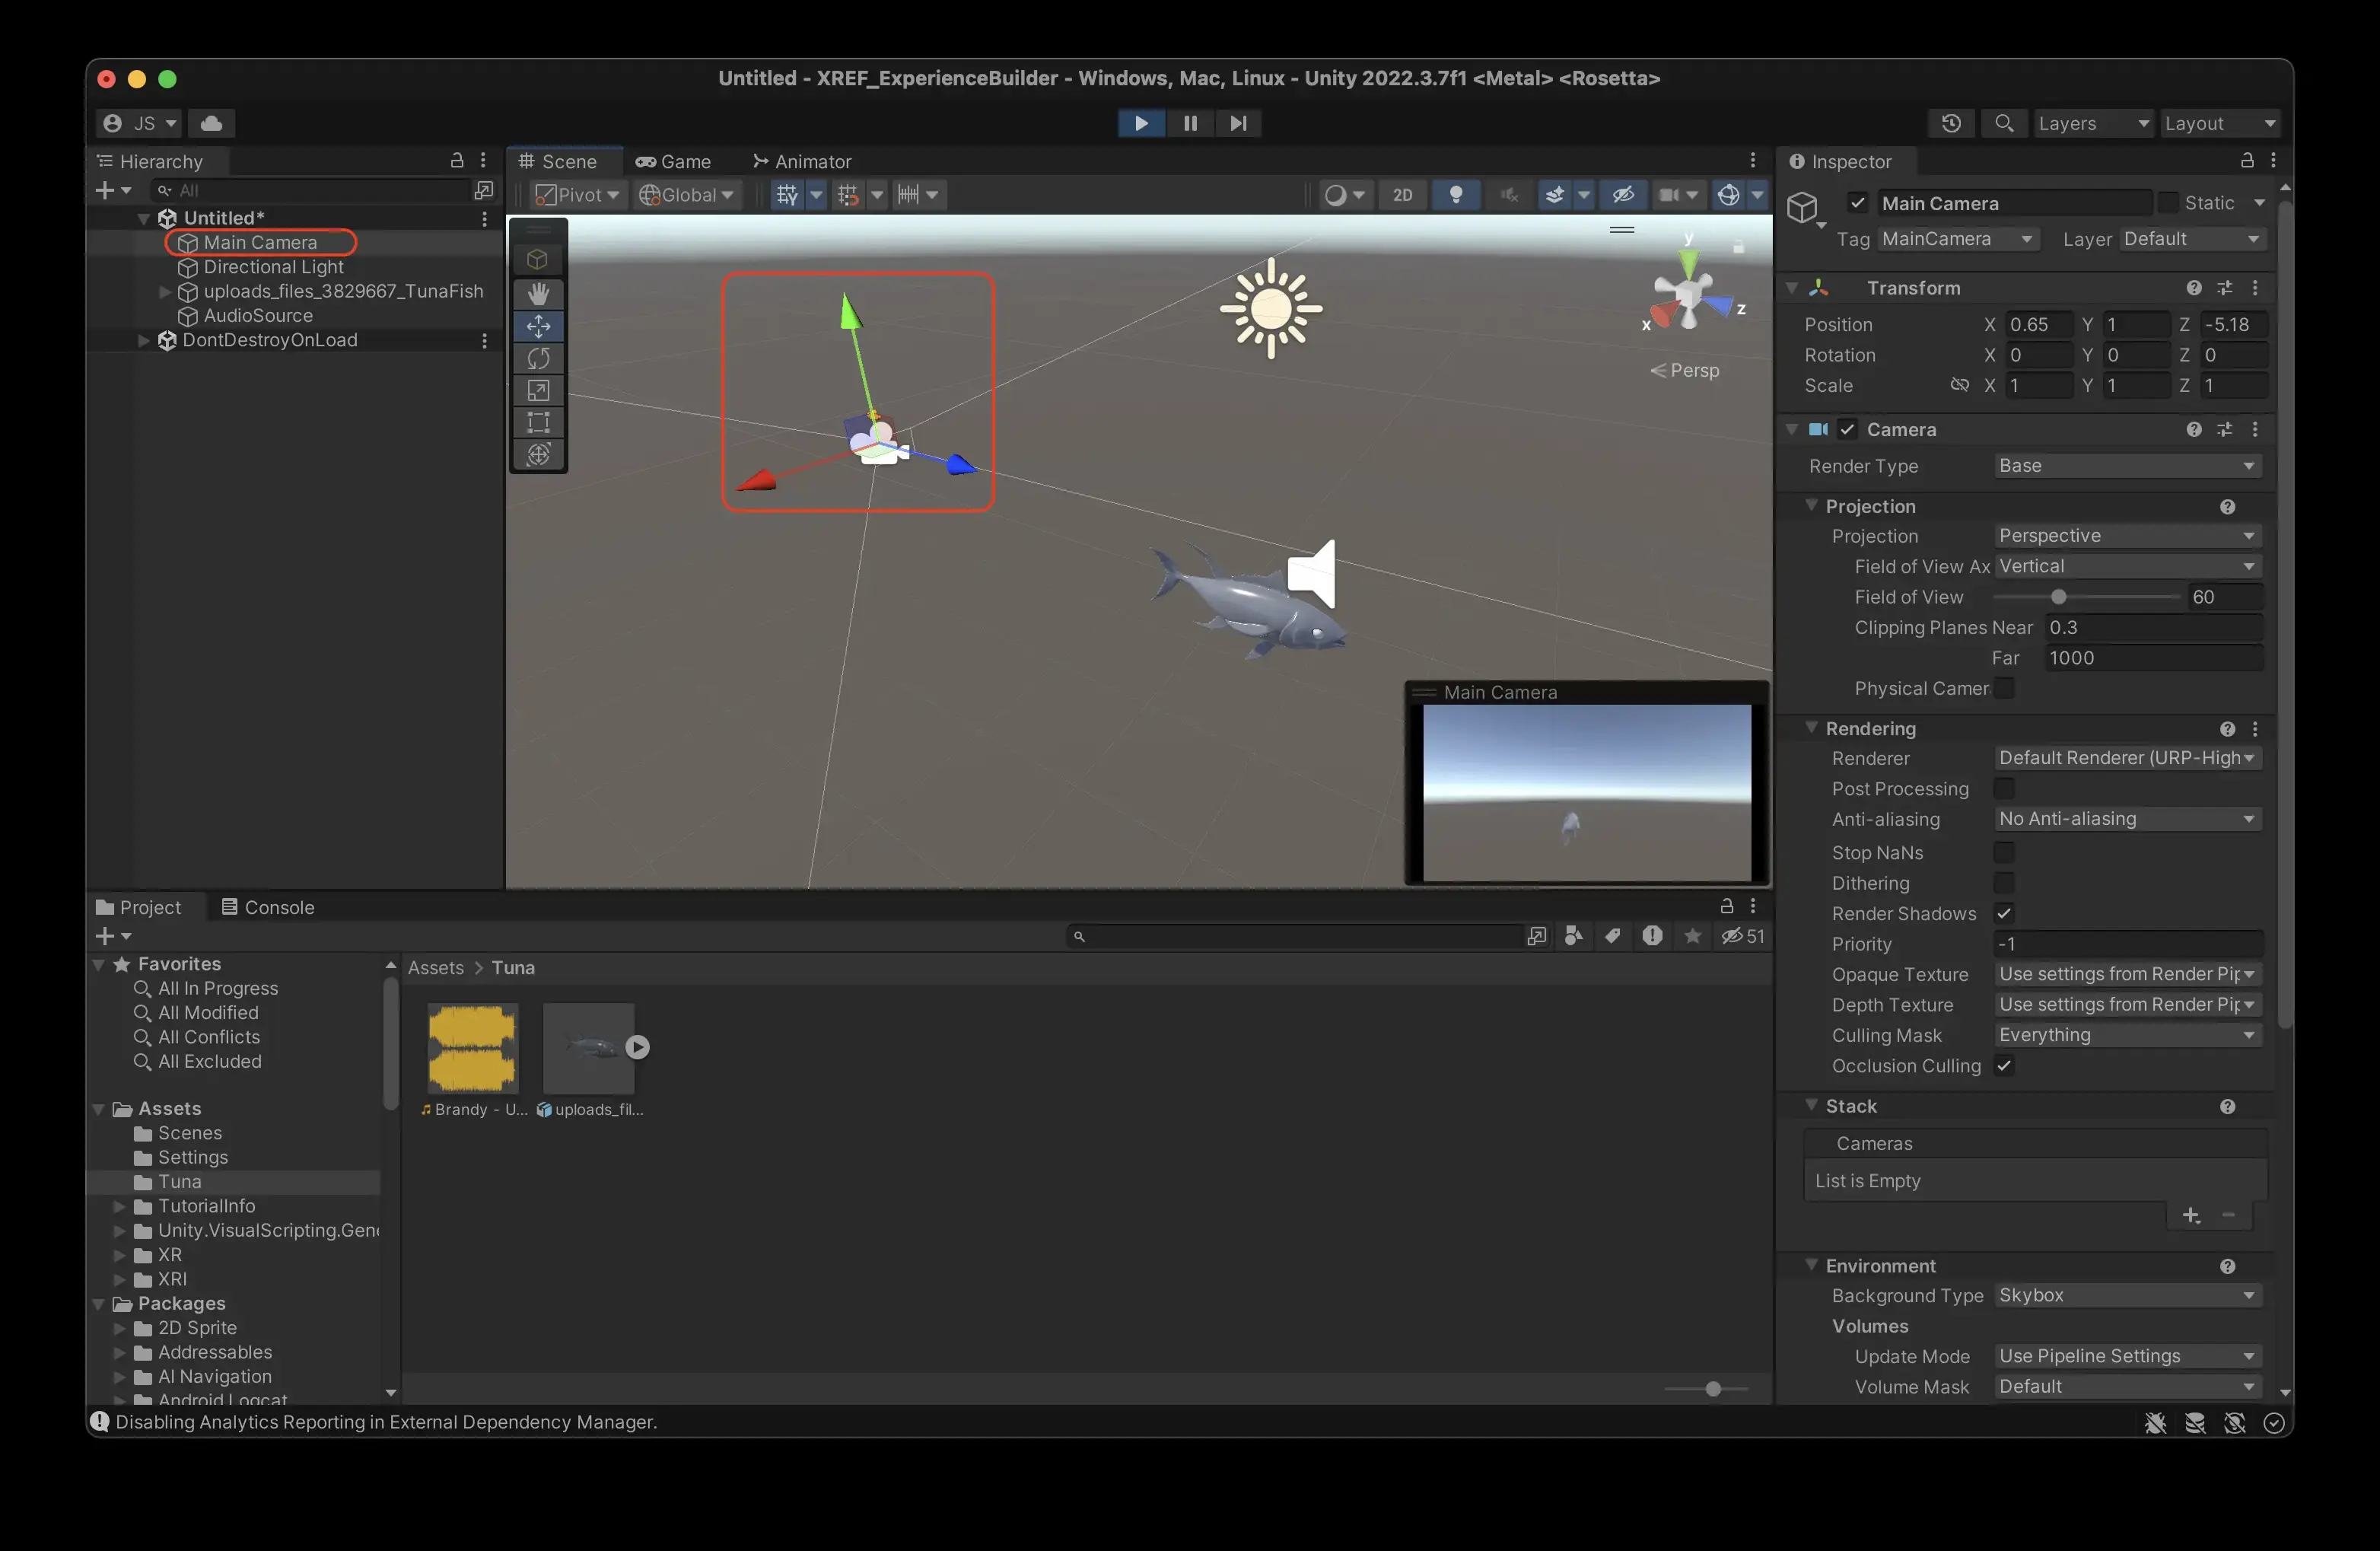 Untitled - XREF_ExperienceBuilder - Windows, Mac, Linux - Unity 2022.3.7f1 <Metal> <Rosetta>
JS
Layers
Layout
Hierarchy
All
Untitled*
Main Camera
Directional Light
uploads_files_3829667_TunaFish
AudioSource
DontDestroyOnLoad
Scene
Game
Animator
Pivot
Global
2D
y
z
x
Persp
Main Camera
Inspector
Main Camera
Static
Tag MainCamera Layer Default
Transform
Position X 0.65 Y 1 Z -5.18
Rotation X 0 Y 0 Z 0
Scale X 1 Y 1 Z 1
Camera
Render Type Base
Projection
Projection Perspective
Field of View Ax Vertical
Field of View 60
Clipping Planes Near 0.3
Far 1000
Physical Camer
Rendering
Renderer Default Renderer (URP-High
Post Processing
Anti-aliasing No Anti-aliasing
Stop NaNs
Dithering
Render Shadows
Priority -1
Opaque Texture Use settings from Render Pip
Depth Texture Use settings from Render Pip
Culling Mask Everything
Occlusion Culling
Stack
Cameras
List is Empty
Environment
Background Type Skybox
Volumes
Update Mode Use Pipeline Settings
Volume Mask Default
Project
Console
51
Favorites
All In Progress
All Modified
All Conflicts
All Excluded
Assets
Scenes
Settings
Tuna
TutorialInfo
Unity.VisualScripting.Gene
XR
XRI
Packages
2D Sprite
Addressables
AI Navigation
Android Logcat
Assets > Tuna
Brandy - U...
uploads_fil...
Disabling Analytics Reporting in External Dependency Manager.